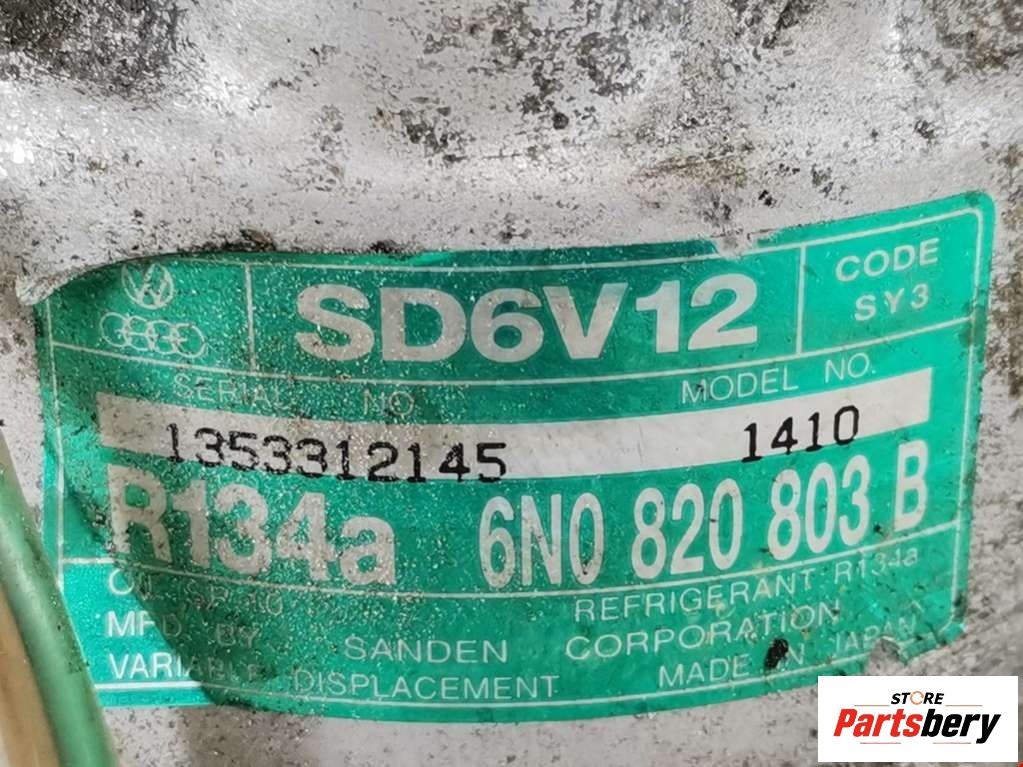 SD6V12
CODE
SY3
SERIAL NO.
MODEL NO.
1353312145
1410
R134a
6N0 820 803 B
REFRIGERANT R134a
MFD. BY SANDEN CORPORATION
VARIABLE DISPLACEMENT
MADE IN JAPAN
STORE
Partsbery